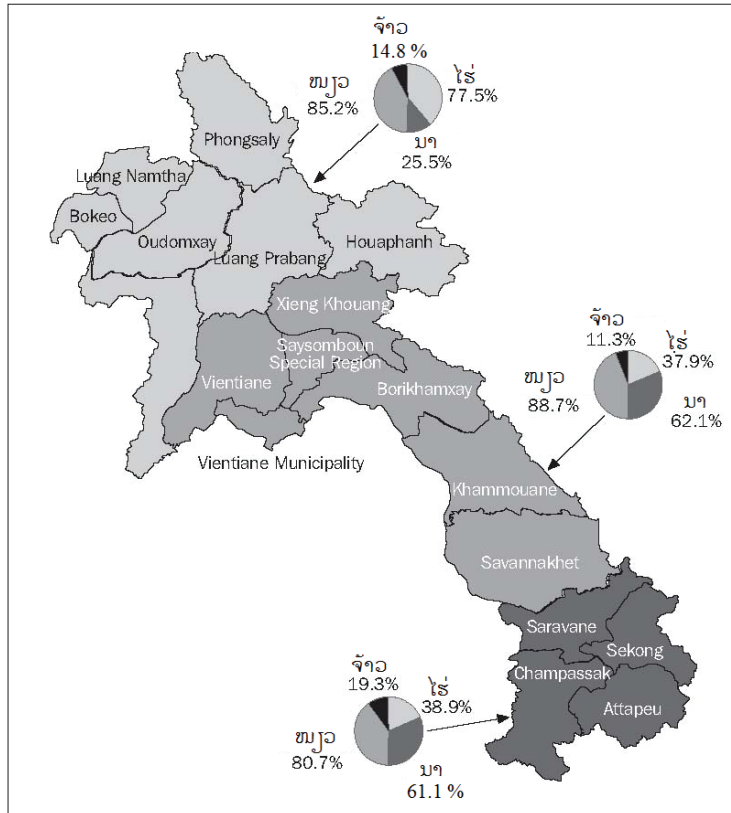 ຈ້າວ
14.8 %
ໜຽວ
85.2%
ໄຮ່
77.5%
ນາ
25.5%
Phongsaly
Luang Namtha
Bokeo
Oudomxay
Luang Prabang
Houaphanh
Xieng Khouang
Saysomboun
Special Region
Vientiane
Borikhamxay
Vientiane Municipality
ຈ້າວ
11.3%
ໄຮ່
37.9%
ໜຽວ
88.7%
ນາ
62.1%
Khammouane
Savannakhet
Saravane
Sekong
Champassak
Attapeu
ຈ້າວ
19.3%
ໄຮ່
38.9%
ໜຽວ
80.7%
ນາ
61.1 %